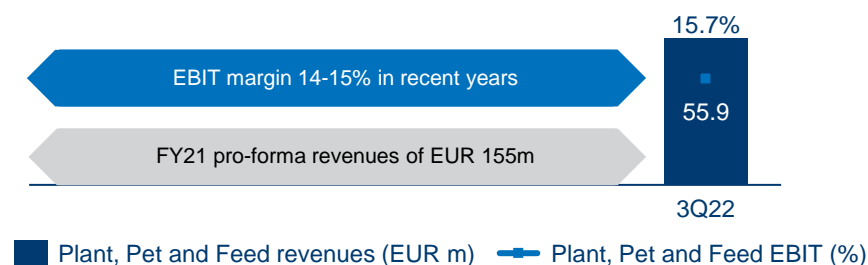 15.7%
EBIT margin 14-15% in recent years
55.9
FY21 pro-forma revenues of EUR 155m
3Q22
Plant, Pet and Feed revenues (EUR m) Plant, Pet and Feed EBIT (%)